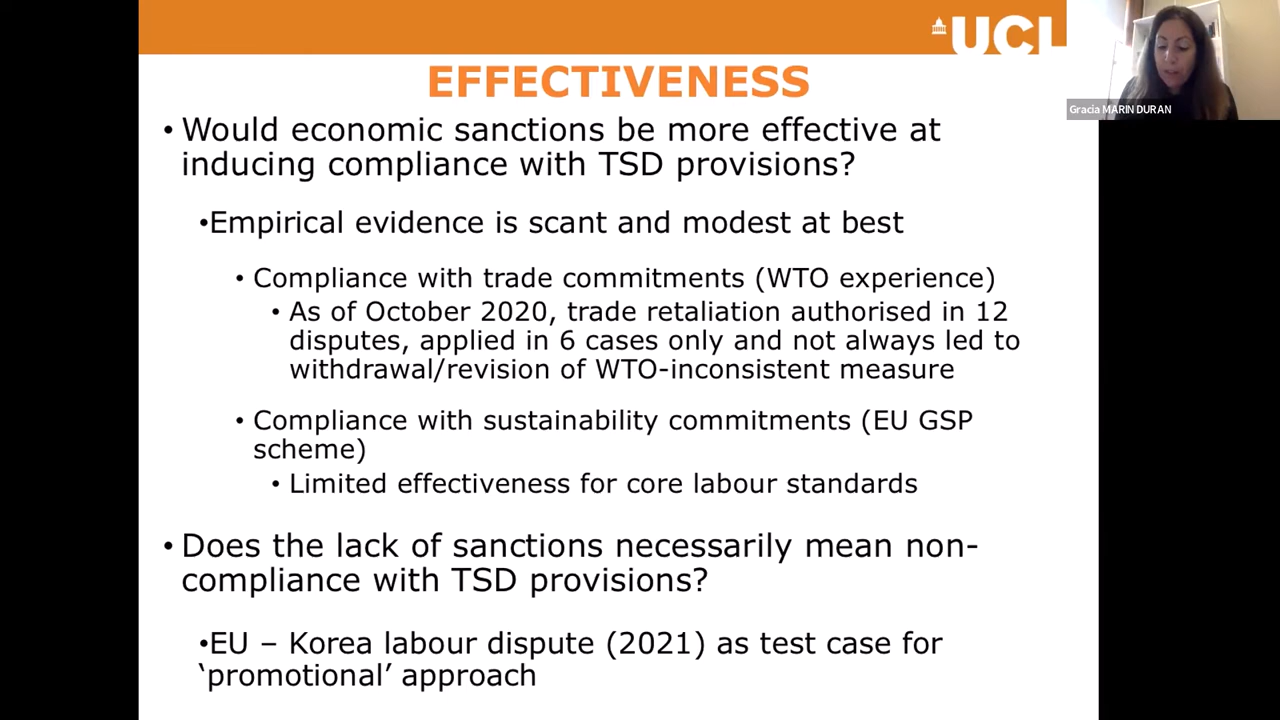 UCL
Gracia MARIN DURAN
EFFECTIVENESS
• Would economic sanctions be more effective at
inducing compliance with TSD provisions?
•Empirical evidence is scant and modest at best
• Compliance with trade commitments (WTO experience)
• As of October 2020, trade retaliation authorised in 12
disputes, applied in 6 cases only and not always led to
withdrawal/revision of WTO-inconsistent measure
• Compliance with sustainability commitments (EU GSP
scheme)
• Limited effectiveness for core labour standards
• Does the lack of sanctions necessarily mean non-
compliance with TSD provisions?
•EU – Korea labour dispute (2021) as test case for
‘promotional’ approach